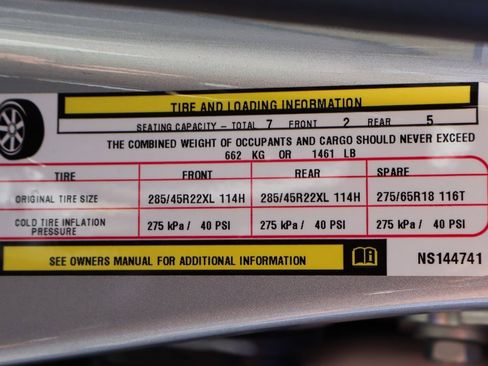 TIRE AND LOADING INFORMATION
SEATING CAPACITY - TOTAL 7 FRONT 2 REAR 5
THE COMBINED WEIGHT OF OCCUPANTS AND CARGO SHOULD NEVER EXCEED
662 KG OR 1461 LB
TIRE FRONT REAR SPARE
ORIGINAL TIRE SIZE 285/45R22XL 114H 285/45R22XL 114H 275/65R18 116T
COLD TIRE INFLATION PRESSURE 275 kPa / 40 PSI 275 kPa / 40 PSI 275 kPa / 40 PSI
SEE OWNERS MANUAL FOR ADDITIONAL INFORMATION NS144741